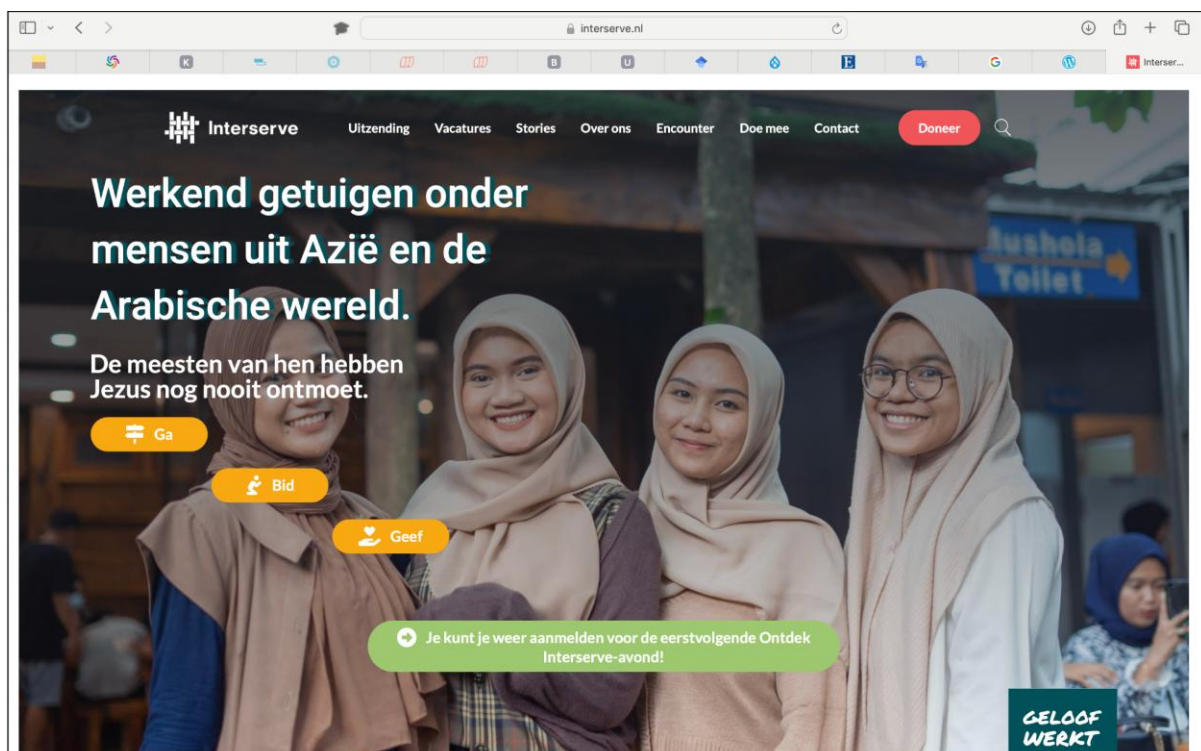 interserve.nl
K
B
U
E
G
Interser...
Interserve
Uitzending Vacatures Stories Over ons Encounter Doe mee Contact Doneer
Werkend getuigen onder
mensen uit Azië en de
Arabische wereld.
De meesten van hen hebben
Jezus nog nooit ontmoet.
Ga
Bid
Geef
Mushola
Toilet
Je kunt je weer aanmelden voor de eerstvolgende Ontdek
Interserve-avond!
GELOOF
WERKT